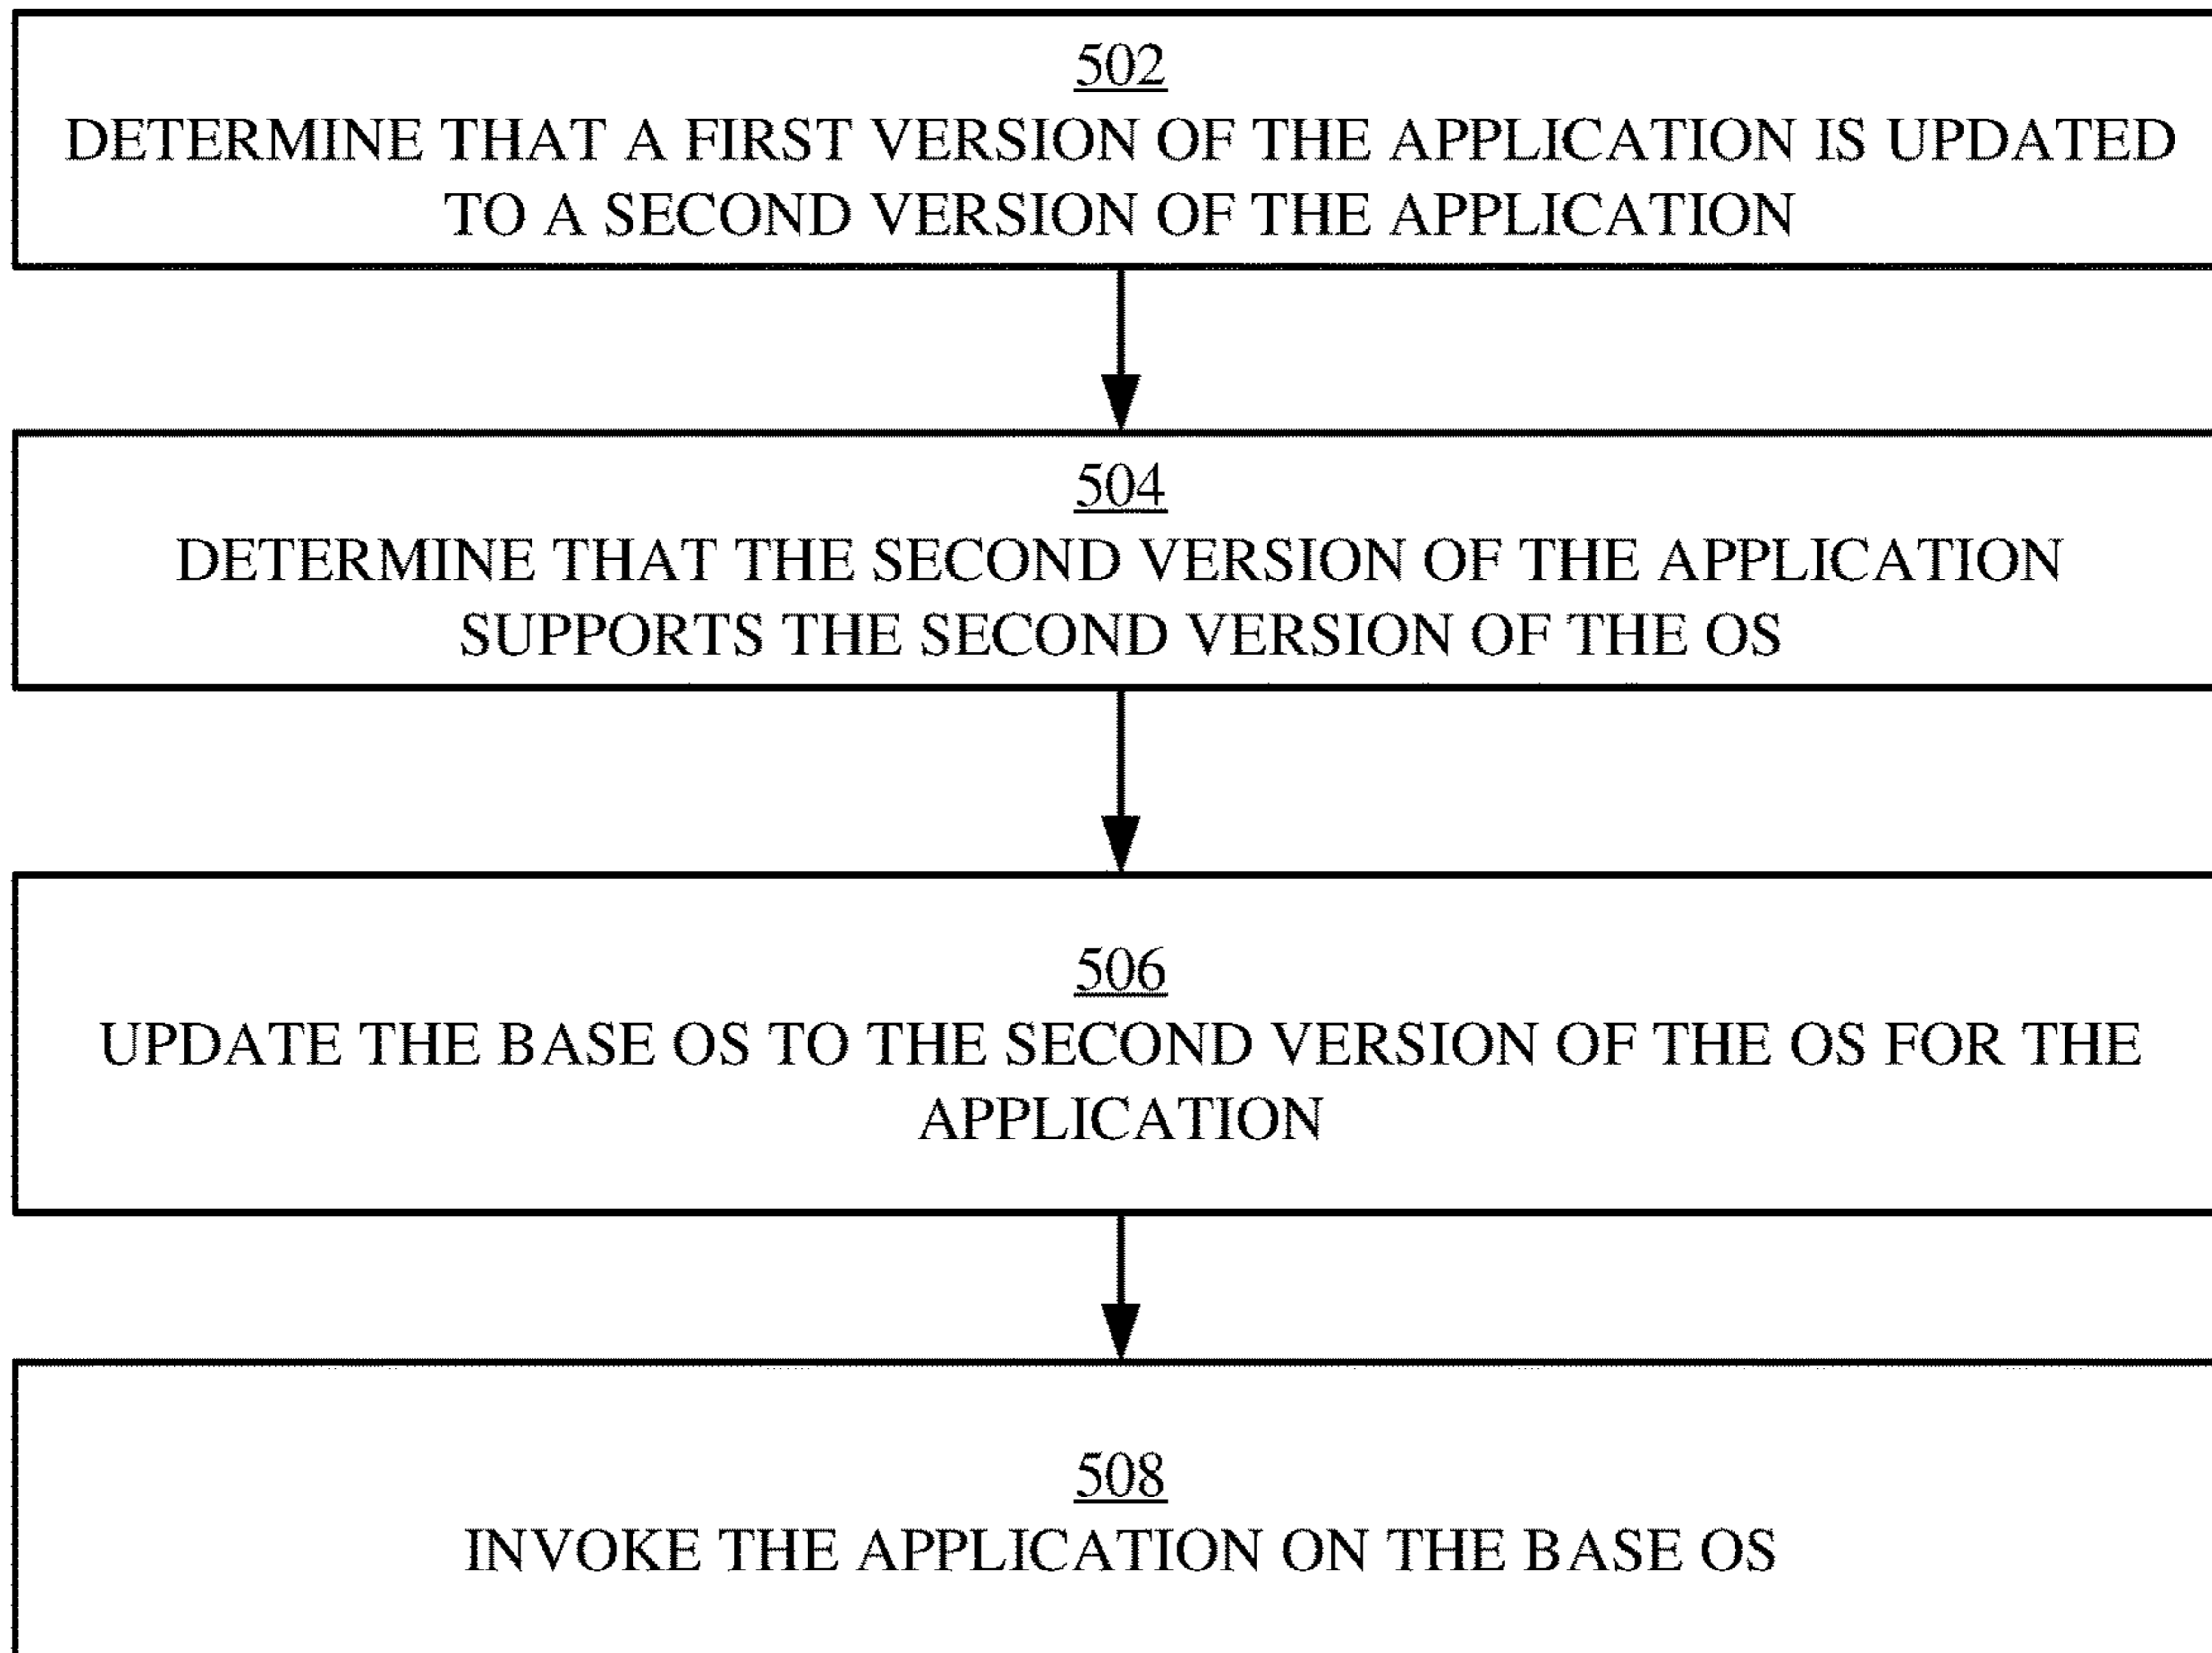 502
DETERMINE THAT A FIRST VERSION OF THE APPLICATION IS UPDATED
TO A SECOND VERSION OF THE APPLICATION
504
DETERMINE THAT THE SECOND VERSION OF THE APPLICATION
SUPPORTS THE SECOND VERSION OF THE OS
506
UPDATE THE BASE OS TO THE SECOND VERSION OF THE OS FOR THE
APPLICATION
508
INVOKE THE APPLICATION ON THE BASE OS